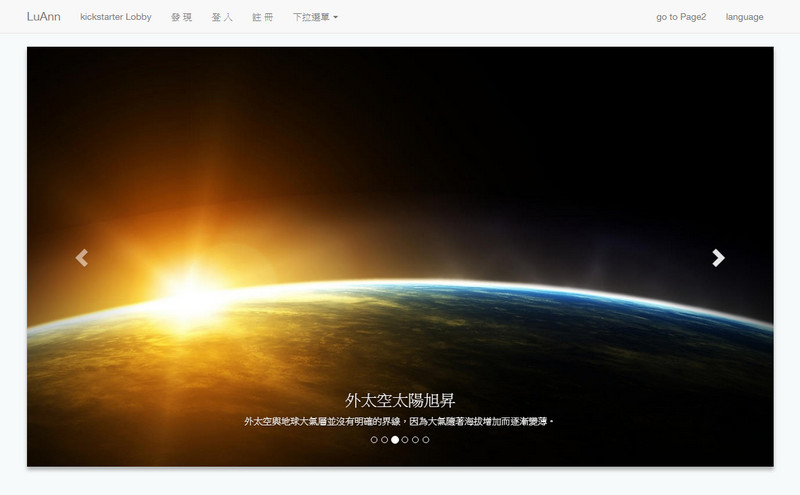 LuAnn kickstarter Lobby 發 現 登 入 註 冊 下拉選單 go to Page2 language
外太空太陽旭昇
外太空與地球大氣層並沒有明確的界線，因為大氣隨著海拔增加而逐漸變薄。